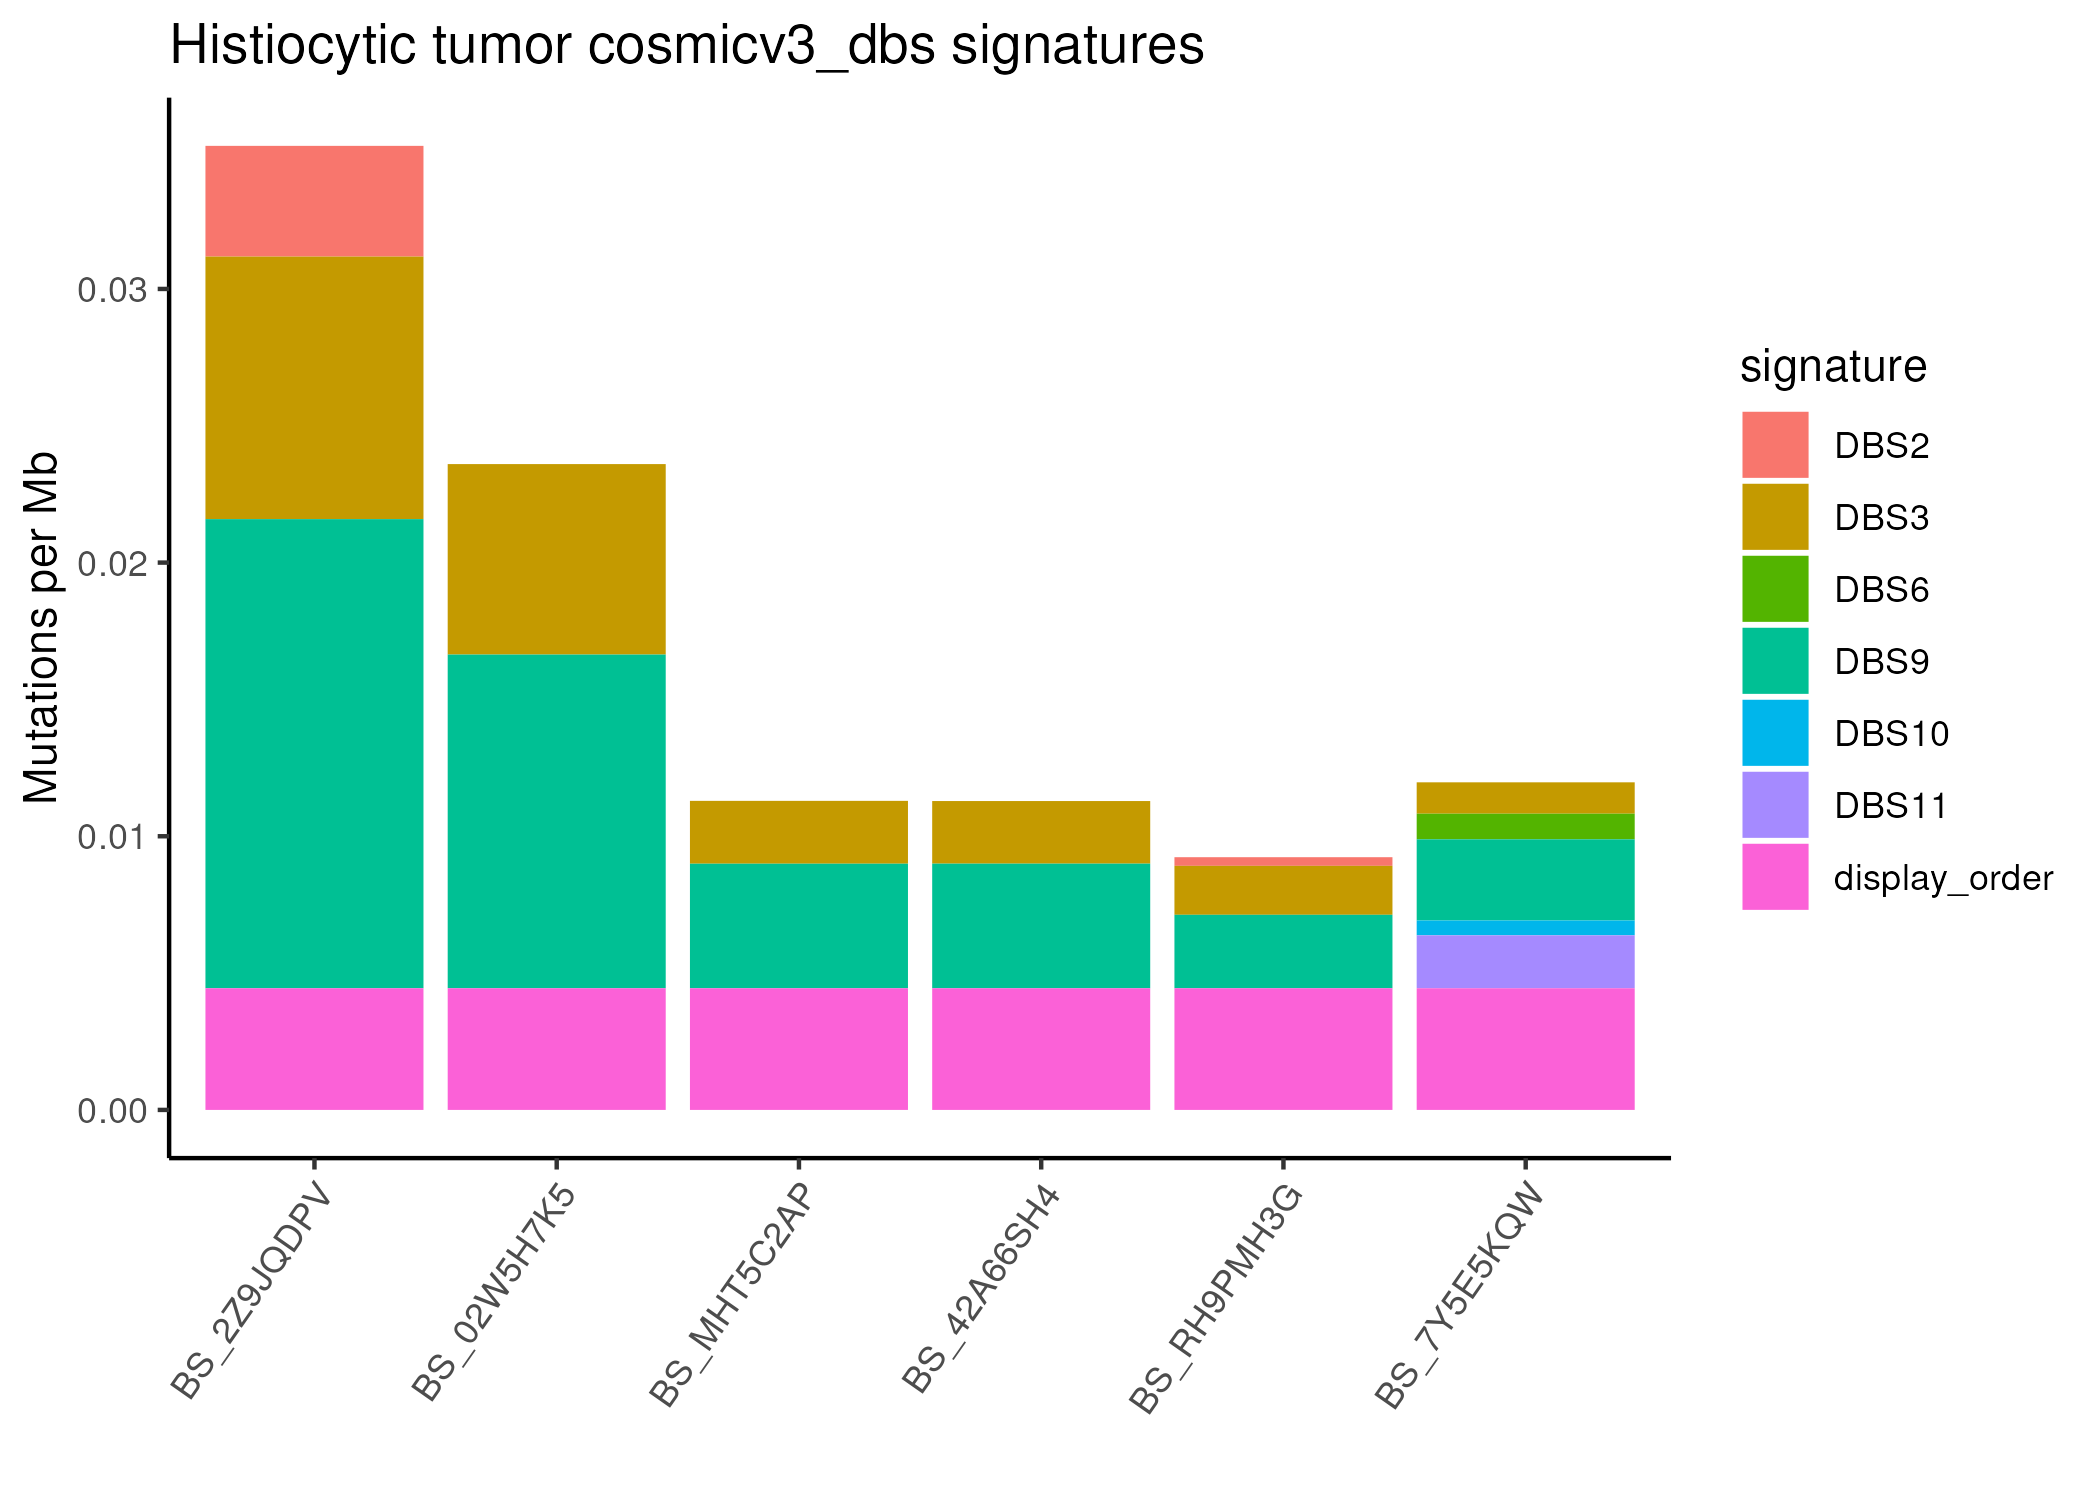 Histiocytic tumor cosmicv3_dbs signatures
Mutations per Mb
0.03
0.02
0.01
0.00
BS_2Z9JQDPV
BS_02W5H7K5
BS_MHT5C2AP
BS_42A66SH4
BS_RH9PMH3G
BS_7Y5E5KQW
signature
DBS2
DBS3
DBS6
DBS9
DBS10
DBS11
display_order